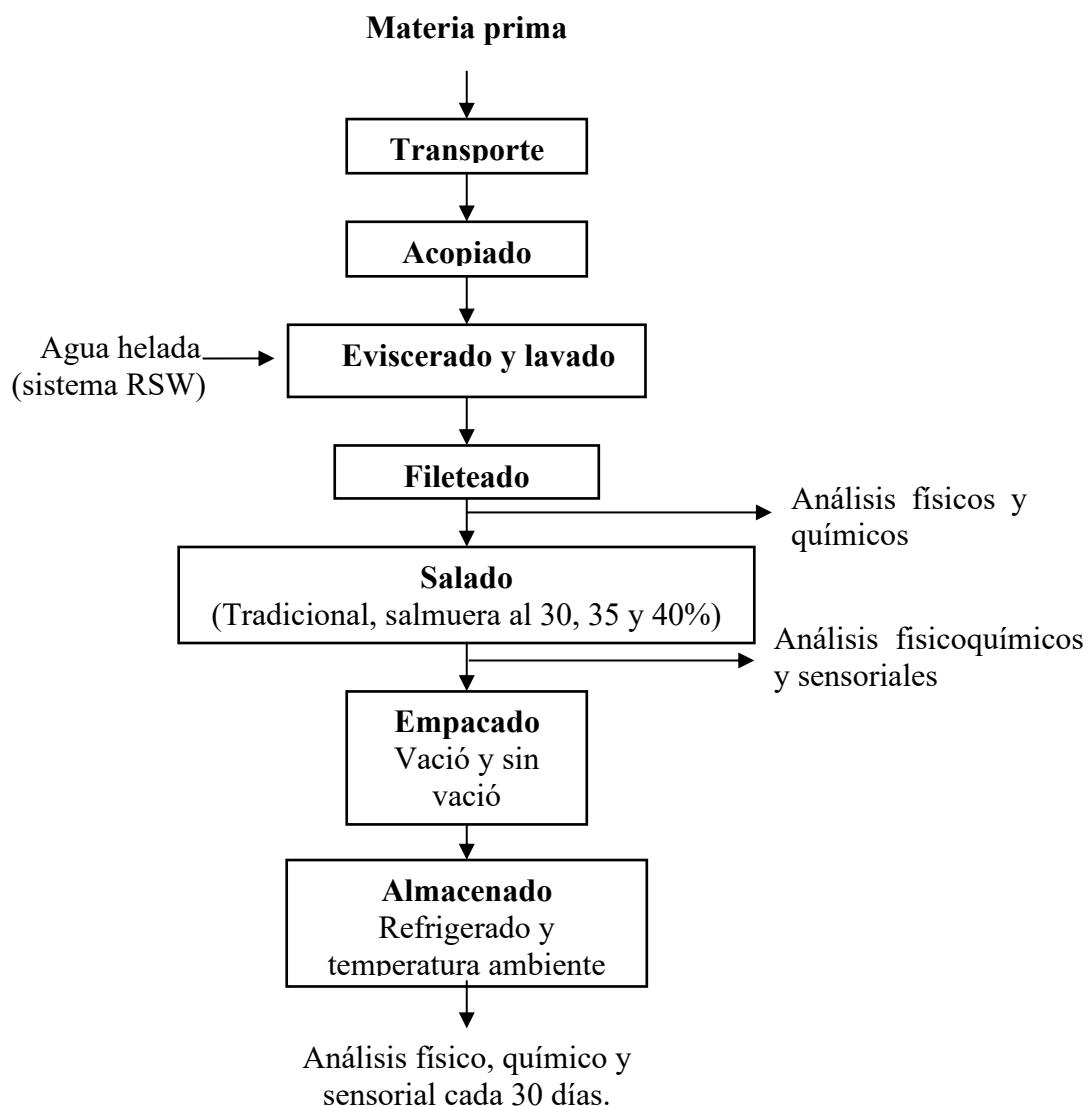 Materia prima
Transporte
Acopiado
Agua helada
(sistema RSW)
Eviscerado y lavado
Fileteado
Análisis físicos y
químicos
Salado
(Tradicional, salmuera al 30, 35 y 40%)
Análisis fisicoquímicos
y sensoriales
Empacado
Vació y sin
vació
Almacenado
Refrigerado y
temperatura ambiente
Análisis físico, químico y
sensorial cada 30 días.